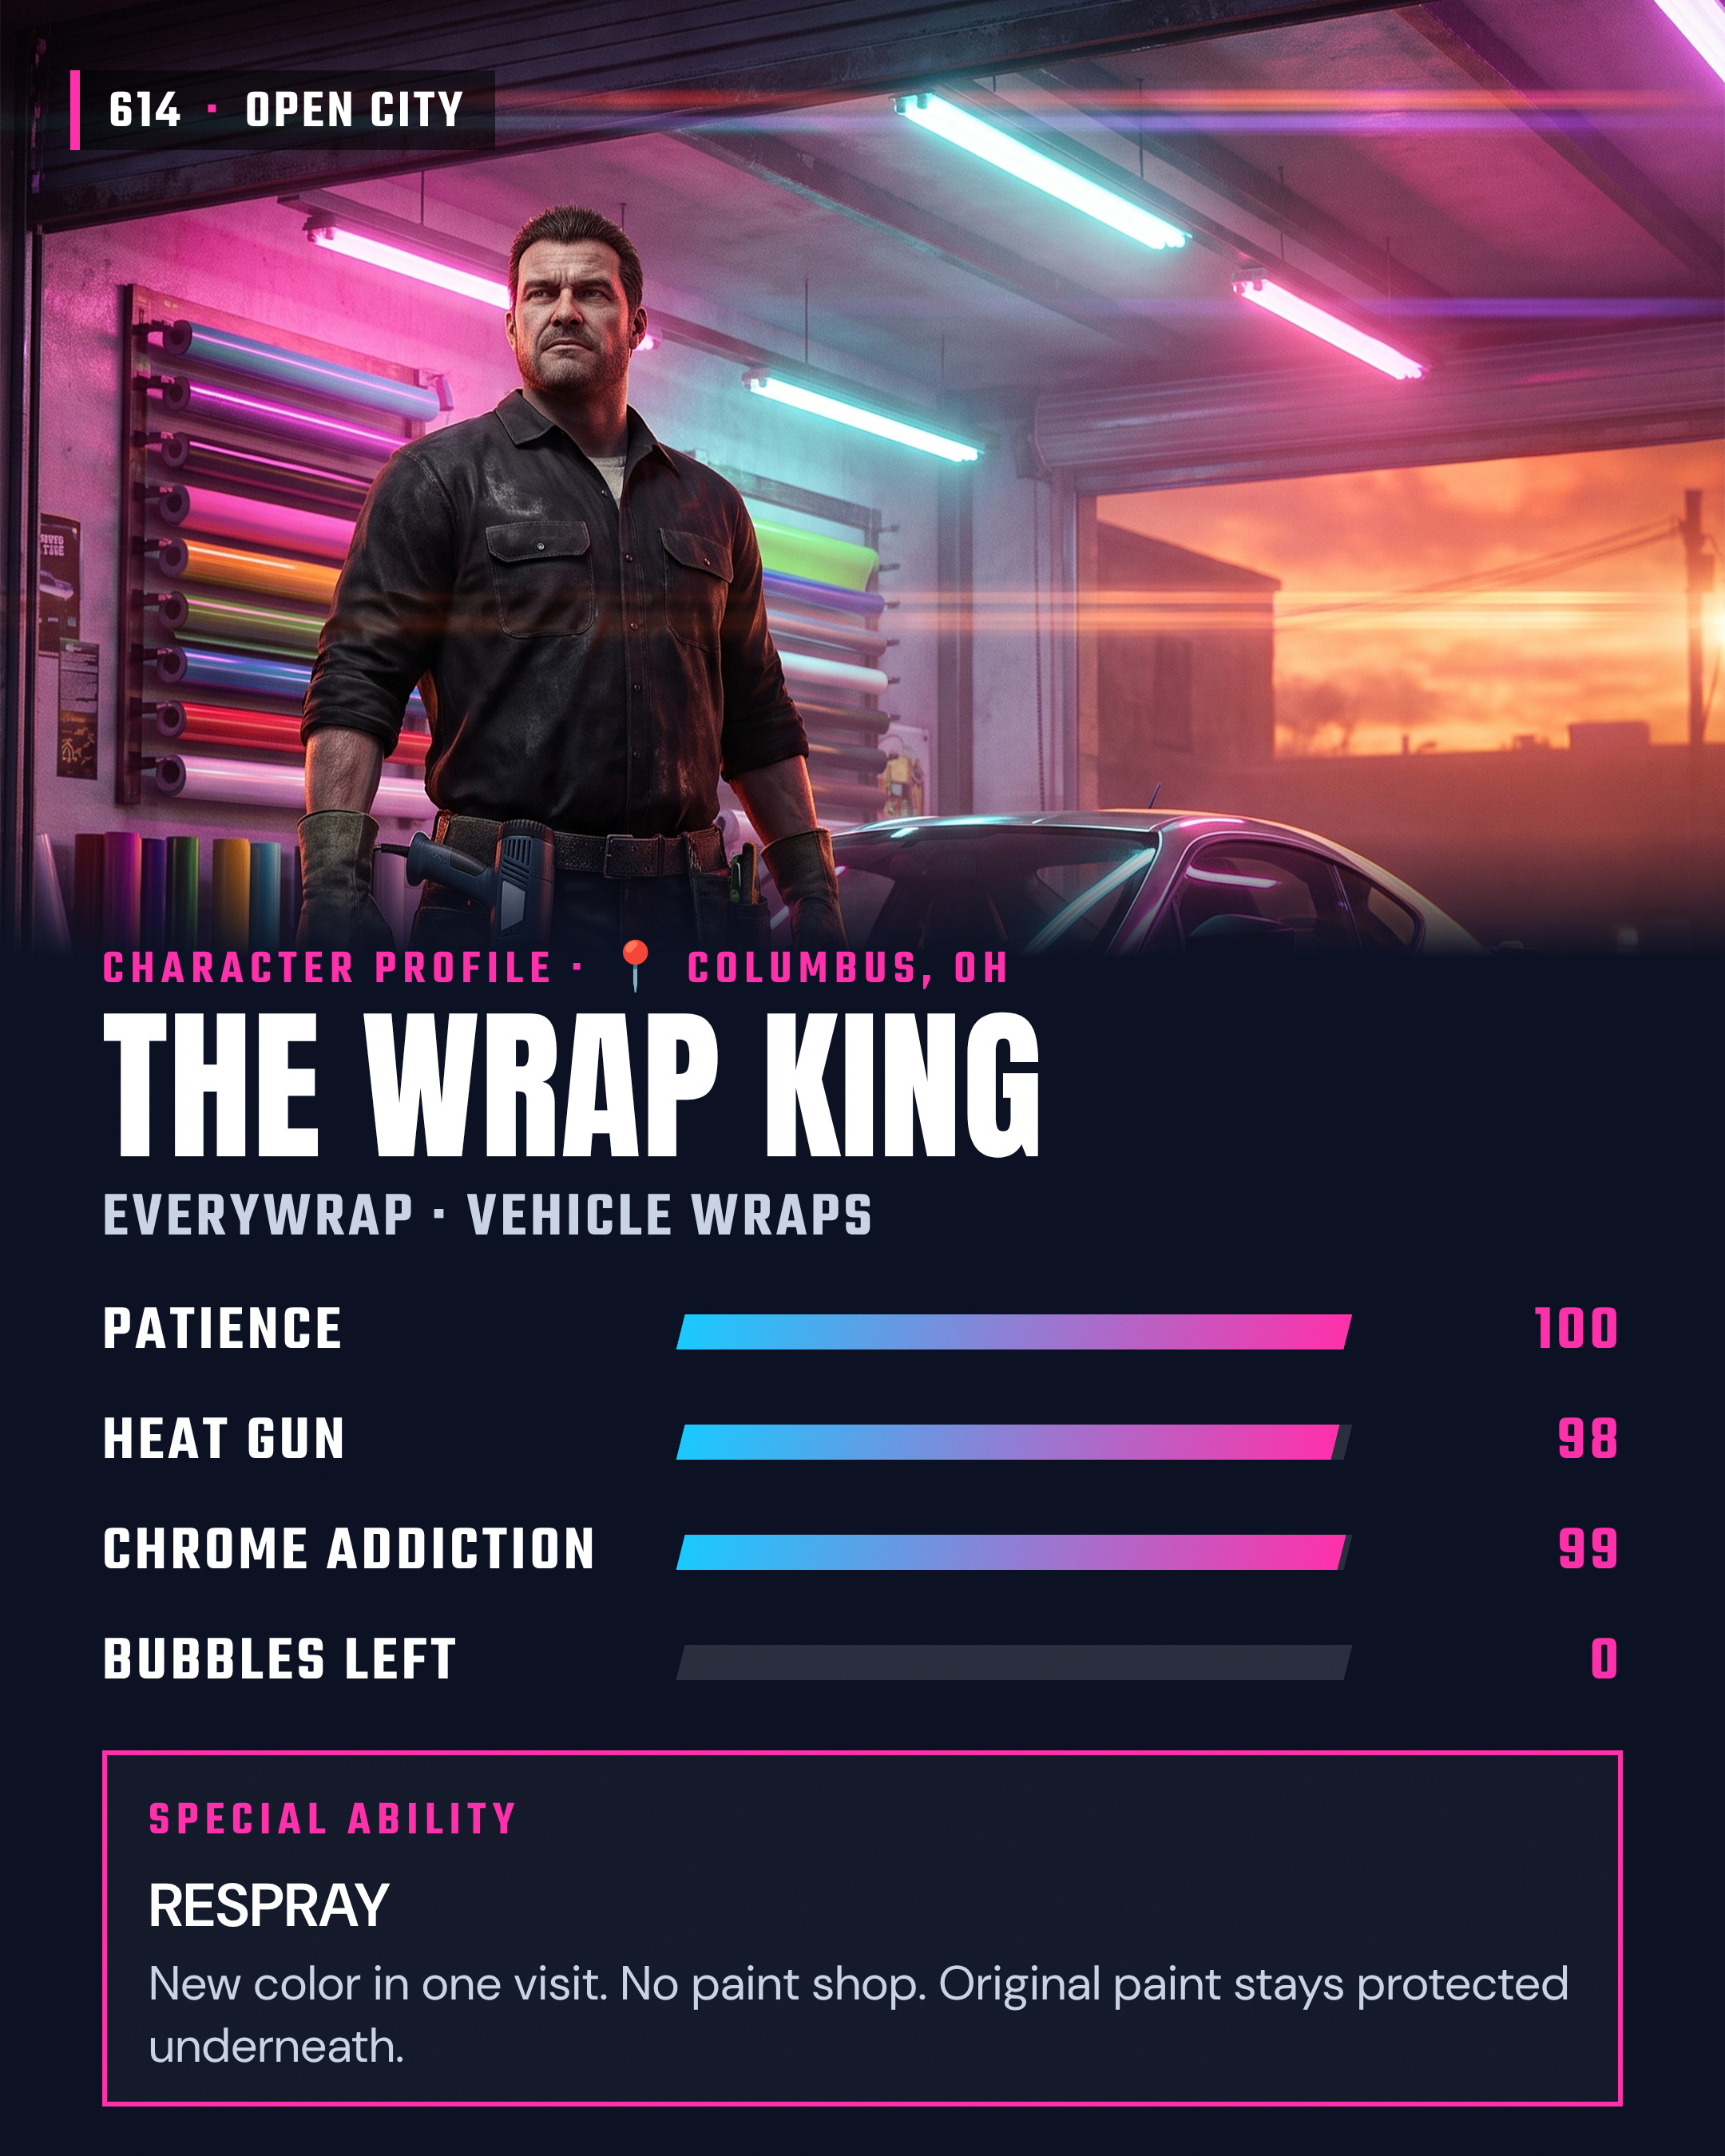 614 · OPEN CITY
CHARACTER PROFILE · 📍 COLUMBUS, OH
THE WRAP KING
EVERYWRAP · VEHICLE WRAPS
PATIENCE 100
HEAT GUN 98
CHROME ADDICTION 99
BUBBLES LEFT 0
SPECIAL ABILITY
RESPRAY
New color in one visit. No paint shop. Original paint stays protected
underneath.